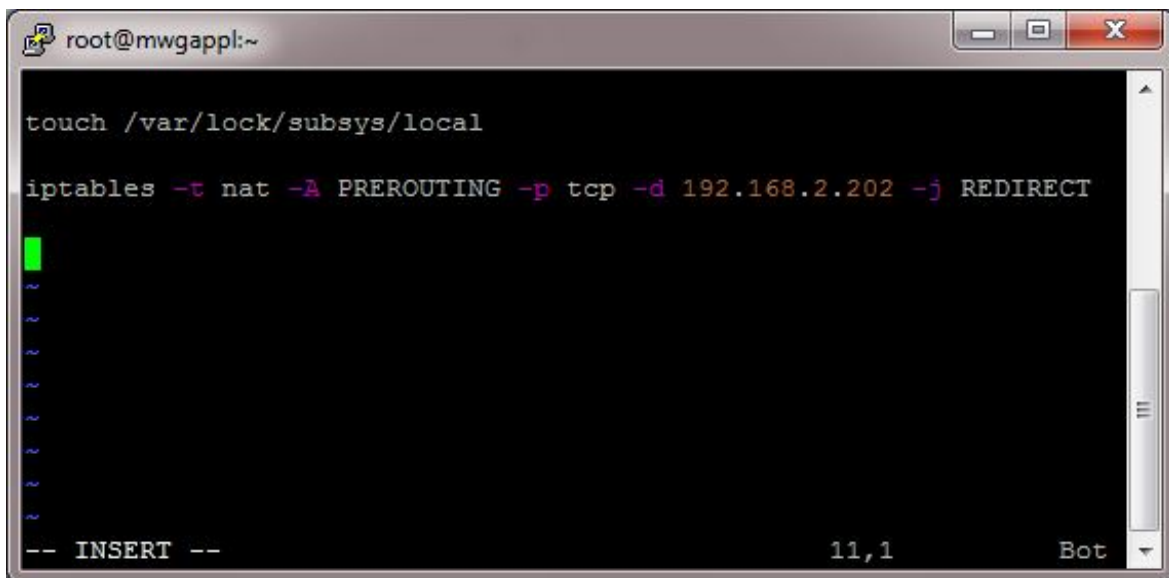 root@mwgappl:~
touch /var/lock/subsys/local
iptables -t nat -A PREROUTING -p tcp -d 192.168.2.202 -j REDIRECT
~
~
~
~
~
~
~
~
-- INSERT -- 11,1 Bot